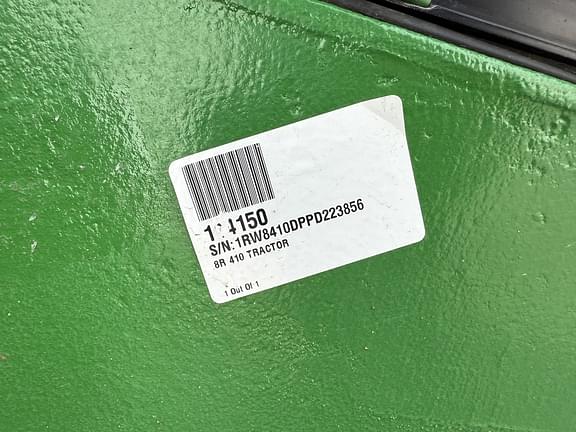 S/N:1RW8410DPPD223856
8R 410 TRACTOR
1 Out Of 1